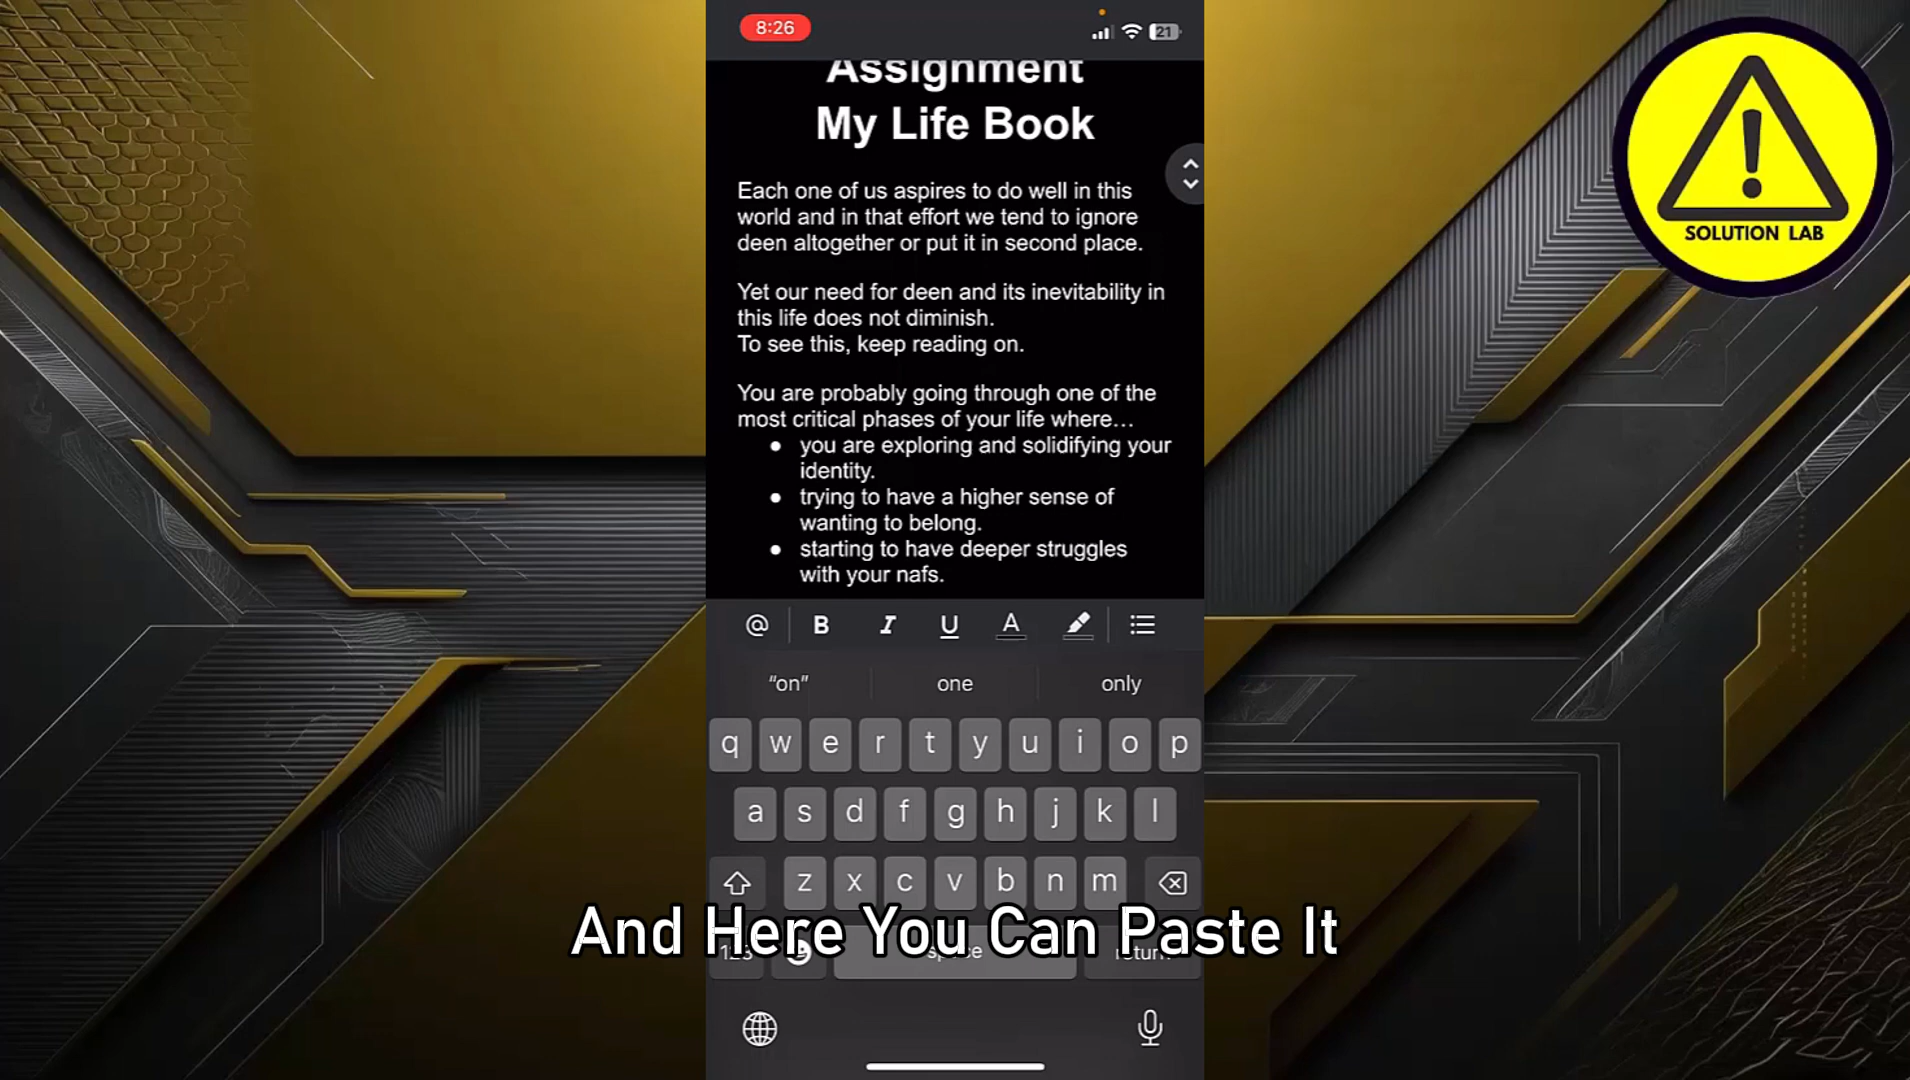 8:26
21
Assignment
My Life Book
SOLUTION LAB
Each one of us aspires to do well in this
world and in that effort we tend to ignore
deen altogether or put it in second place.
Yet our need for deen and its inevitability in
this life does not diminish.
To see this, keep reading on.
You are probably going through one of the
most critical phases of your life where...
● you are exploring and solidifying your
identity.
● trying to have a higher sense of
wanting to belong.
● starting to have deeper struggles
with your nafs.
@ B I U A
"on" one only
q w e r t y u i o p
a s d f g h j k l
z x c v b n m
And Here You Can Paste It
123 space return